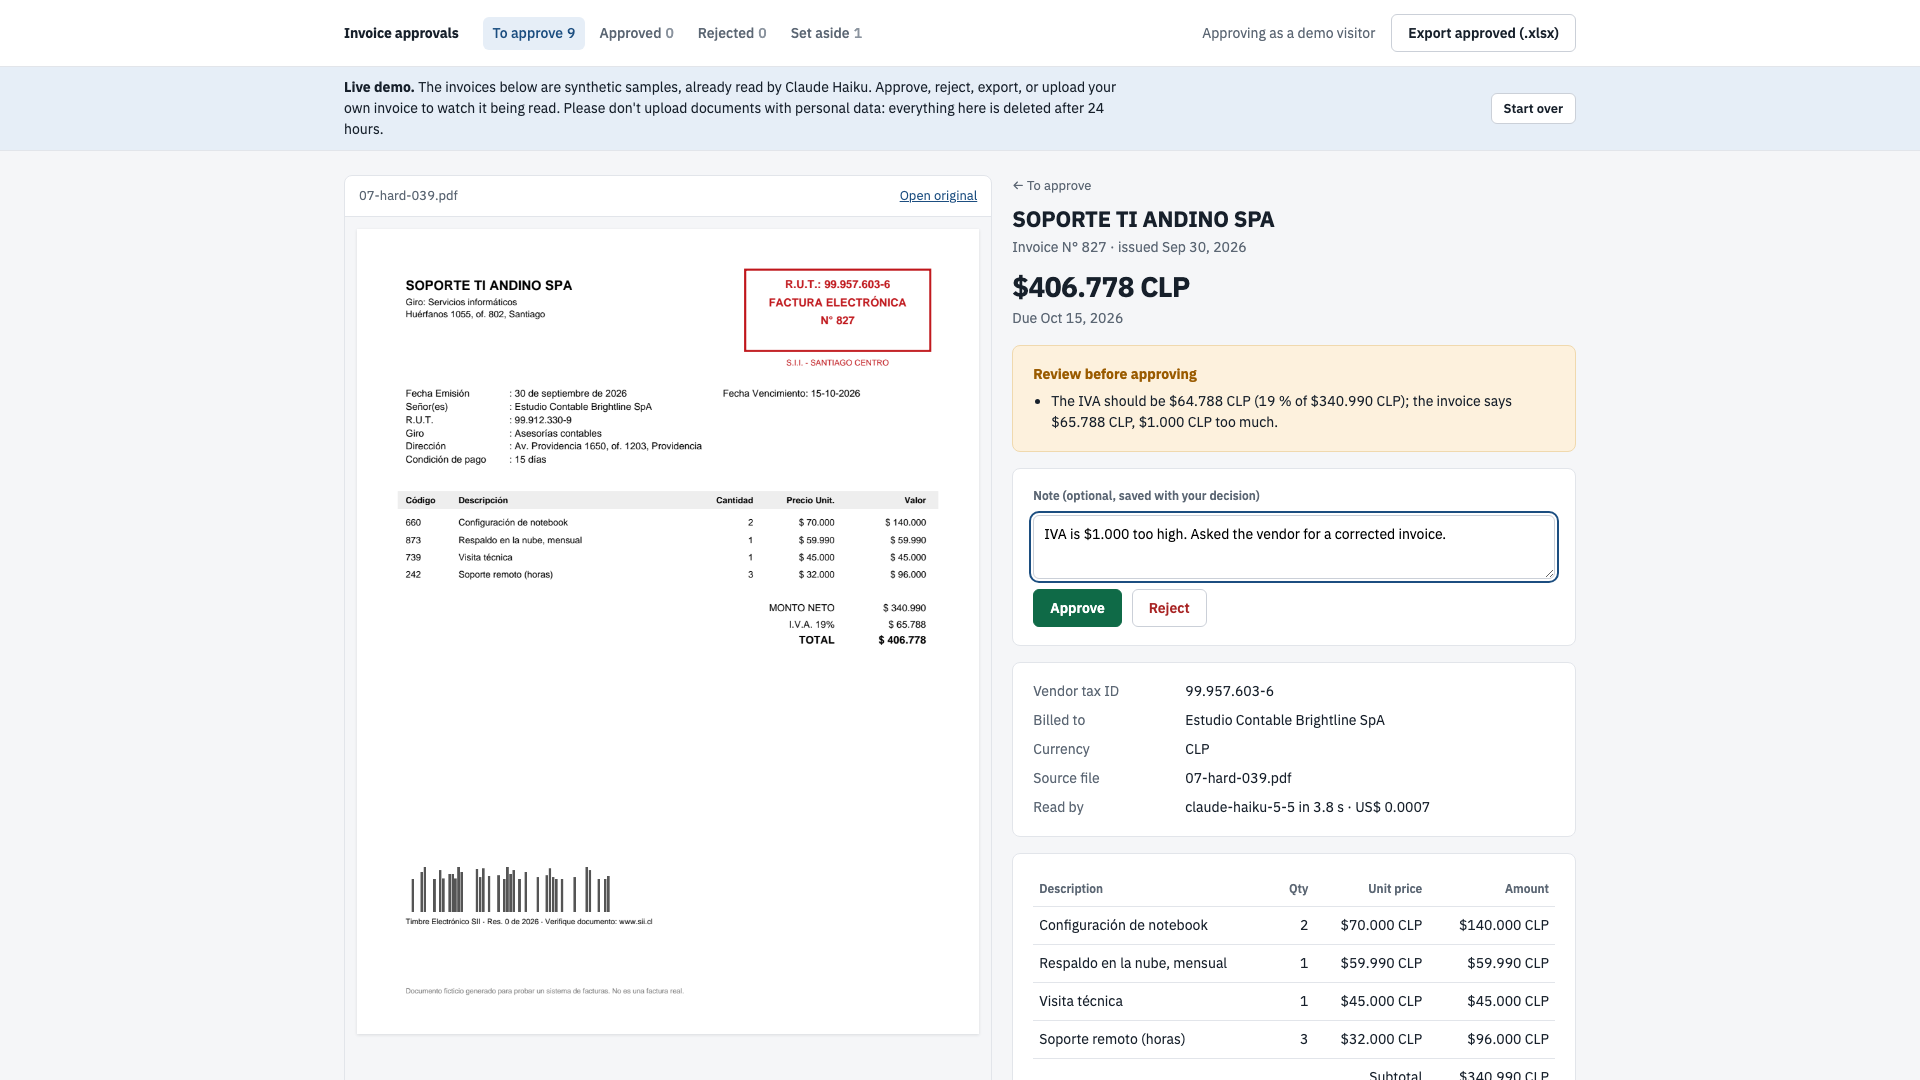 Invoice approvals
To approve 9
Approved 0
Rejected 0
Set aside 1
Approving as a demo visitor
Export approved (.xlsx)
Live demo. The invoices below are synthetic samples, already read by Claude Haiku. Approve, reject, export, or upload your
own invoice to watch it being read. Please don't upload documents with personal data: everything here is deleted after 24
hours.
Start over
07-hard-039.pdf
Open original
SOPORTE TI ANDINO SPA
Giro: Servicios informáticos
Huérfanos 1055, of. 802, Santiago
R.U.T.: 99.957.603-6
FACTURA ELECTRÓNICA
N° 827
S.I.I. - SANTIAGO CENTRO
Fecha Emisión : 30 de septiembre de 2026 Fecha Vencimiento: 15-10-2026
Señor(es) : Estudio Contable Brightline SpA
R.U.T. : 99.912.330-9
Giro : Asesorías contables
Dirección : Av. Providencia 1650, of. 1203, Providencia
Condición de pago : 15 días
Código Descripción Cantidad Precio Unit. Valor
660 Configuración de notebook 2 $ 70.000 $ 140.000
873 Respaldo en la nube, mensual 1 $ 59.990 $ 59.990
739 Visita técnica 1 $ 45.000 $ 45.000
242 Soporte remoto (horas) 3 $ 32.000 $ 96.000
MONTO NETO $ 340.990
I.V.A. 19% $ 65.788
TOTAL $ 406.778
Timbre Electrónico SII - Res. 0 de 2026 - Verifique documento: www.sii.cl
Documento ficticio generado para probar un sistema de facturas. No es una factura real.
← To approve
SOPORTE TI ANDINO SPA
Invoice N° 827 · issued Sep 30, 2026
$406.778 CLP
Due Oct 15, 2026
Review before approving
• The IVA should be $64.788 CLP (19 % of $340.990 CLP); the invoice says
$65.788 CLP, $1.000 CLP too much.
Note (optional, saved with your decision)
IVA is $1.000 too high. Asked the vendor for a corrected invoice.
Approve
Reject
Vendor tax ID 99.957.603-6
Billed to Estudio Contable Brightline SpA
Currency CLP
Source file 07-hard-039.pdf
Read by claude-haiku-5-5 in 3.8 s · US$ 0.0007
Description Qty Unit price Amount
Configuración de notebook 2 $70.000 CLP $140.000 CLP
Respaldo en la nube, mensual 1 $59.990 CLP $59.990 CLP
Visita técnica 1 $45.000 CLP $45.000 CLP
Soporte remoto (horas) 3 $32.000 CLP $96.000 CLP
Subtotal $340.990 CLP